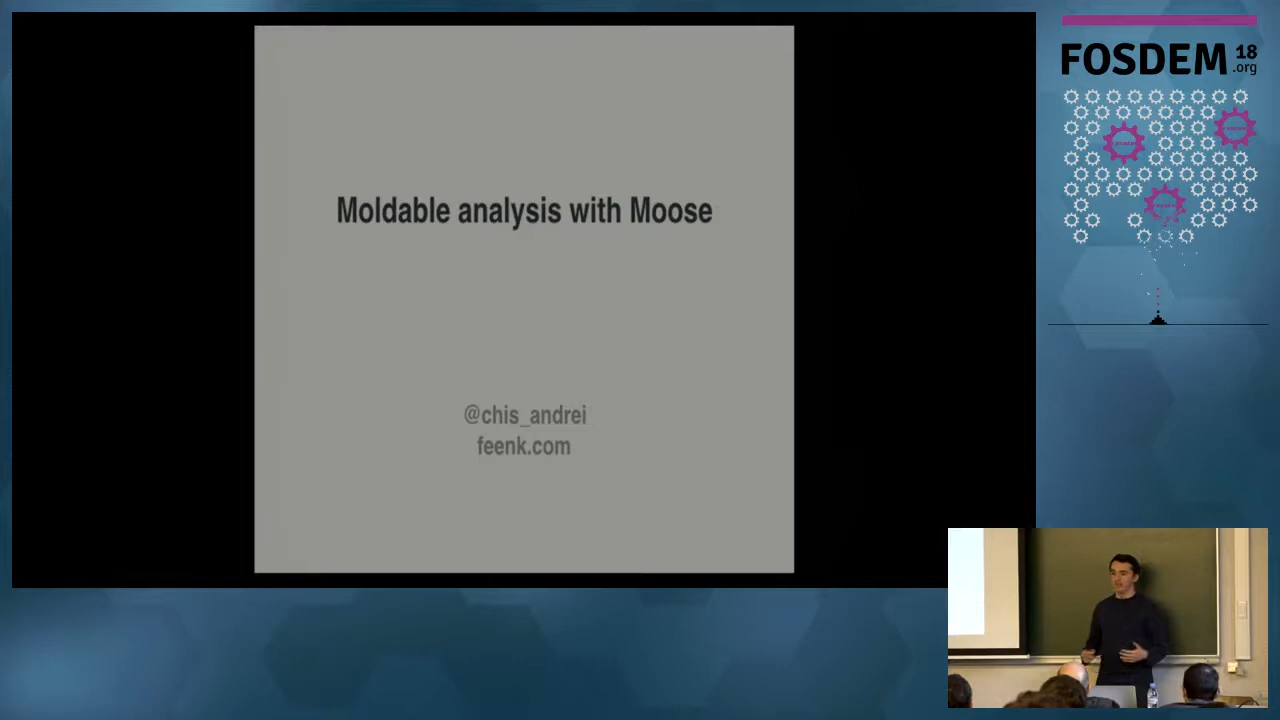 Moldable analysis with Moose
@chis_andrei
feenk.com
FOSDEM 18
.org